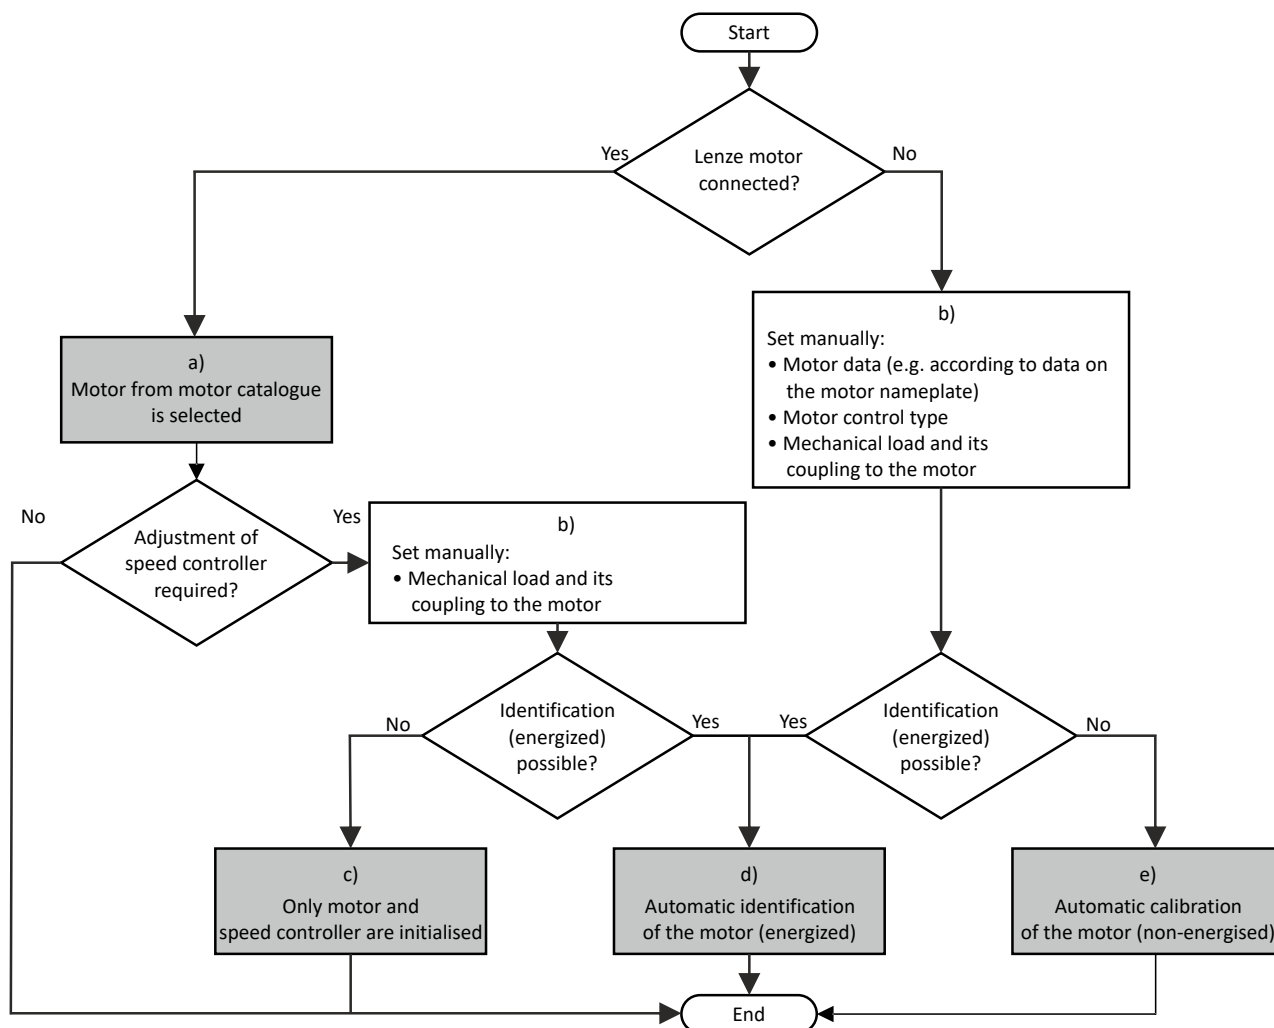 Start
Yes
Lenze motor
connected?
No
b)
Set manually:
• Motor data (e.g. according to data on
the motor nameplate)
• Motor control type
• Mechanical load and its
coupling to the motor
a)
Motor from motor catalogue
is selected
No
Adjustment of
speed controller
required?
Yes
b)
Set manually:
• Mechanical load and its
coupling to the motor
No
Identification
(energized)
possible?
Yes
Yes
Identification
(energized)
possible?
No
c)
Only motor and
speed controller are initialised
d)
Automatic identification
of the motor (energized)
e)
Automatic calibration
of the motor (non-energised)
End